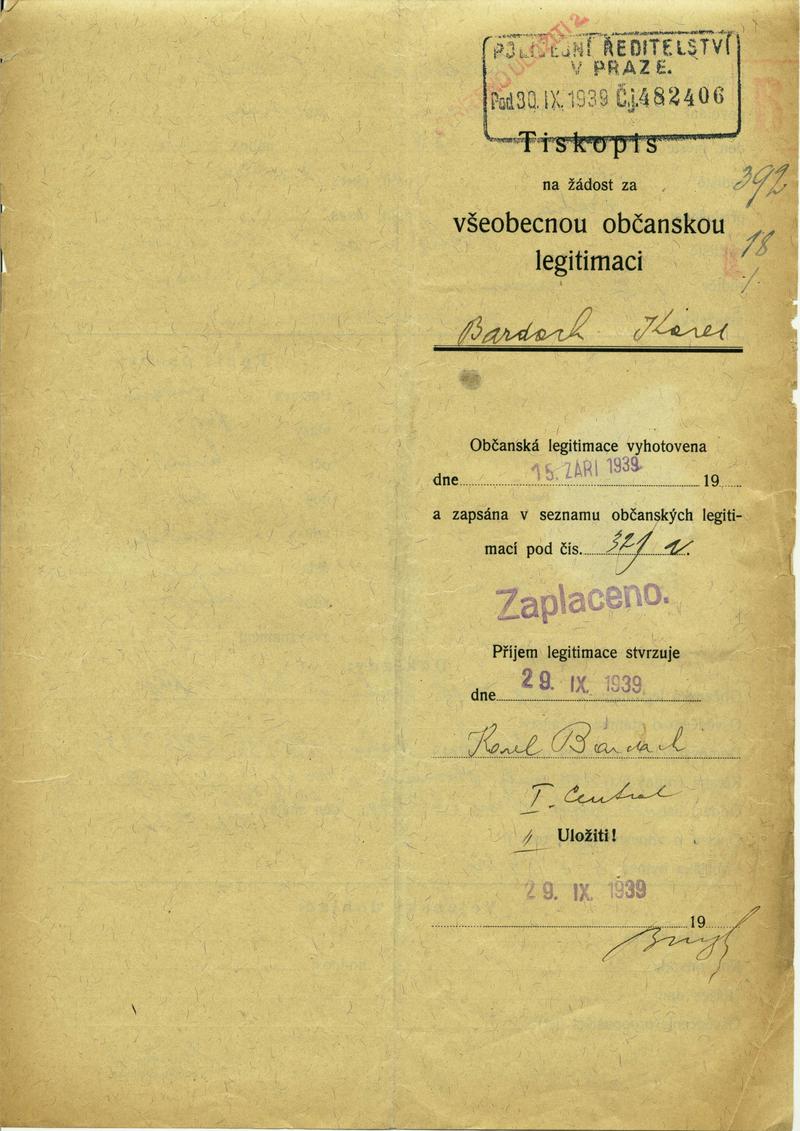 POLICEJNÍ ŘEDITELSTVÍ
V PRAZE.
Pod 30. IX. 1939 Č.j. 482406
Tiskopis
na žádost za
392
všeobecnou občanskou
18
legitimaci
Bardach Karel
Občanská legitimace vyhotovena
dne 15. ZÁŘÍ 1939 19
a zapsána v seznamu občanských legiti-
mací pod čís. 321
Zaplaceno.
Příjem legitimace stvrzuje
dne 29. IX. 1939
Karel Bardach
I. Central
II Uložiti!
29. IX. 1939
19